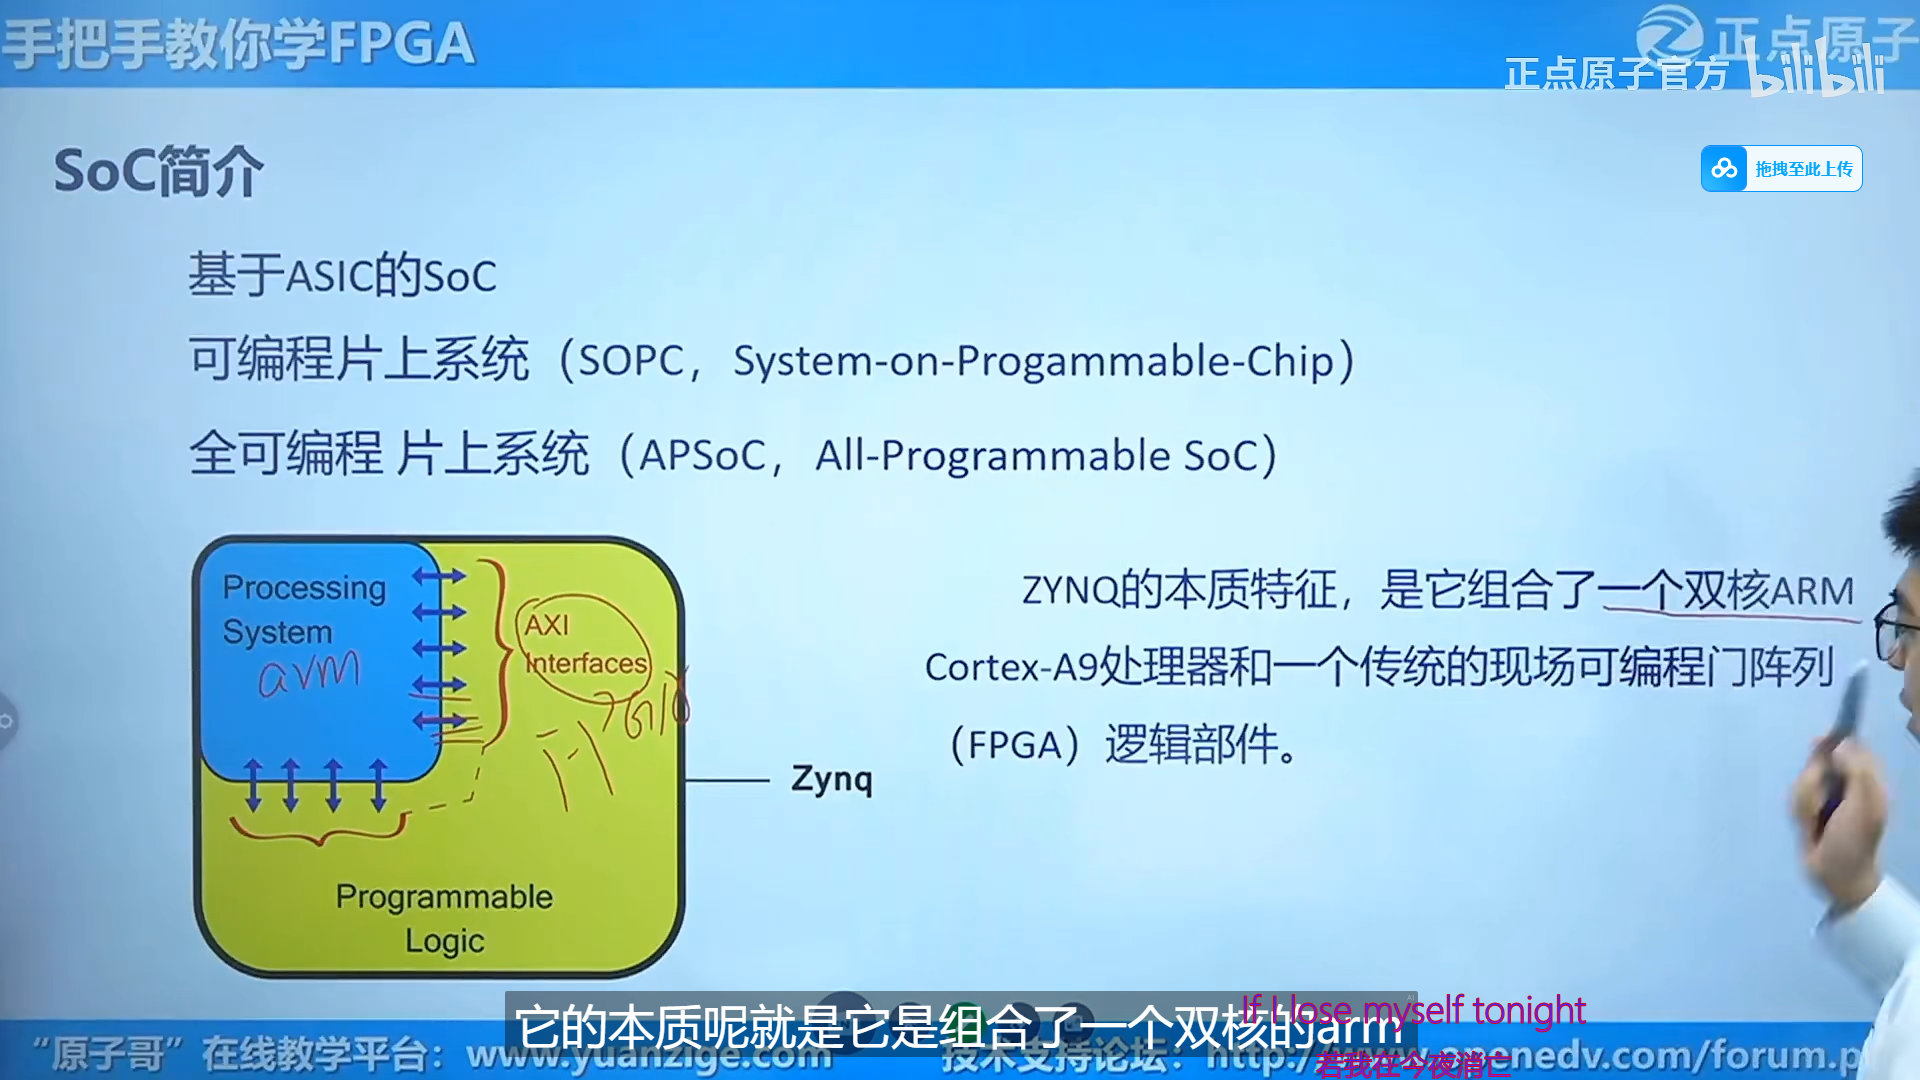 手把手教你学FPGA
正点原子
正点原子官方 bilibili
SoC简介
拖拽至此上传
基于ASIC的SoC
可编程片上系统（SOPC，System-on-Progammable-Chip）
全可编程 片上系统（APSoC，All-Programmable SoC）
Processing
System
arm
AXI
Interfaces
Programmable
Logic
Zynq
ZYNQ的本质特征，是它组合了一个双核ARM
Cortex-A9处理器和一个传统的现场可编程门阵列
（FPGA）逻辑部件。
If I lose myself tonight
它的本质呢就是它是组合了一个双核的arm
“原子哥”在线教学平台：www.yuanzige.com
技术支持论坛：
openedv.com/forum.p
若我在今夜消亡